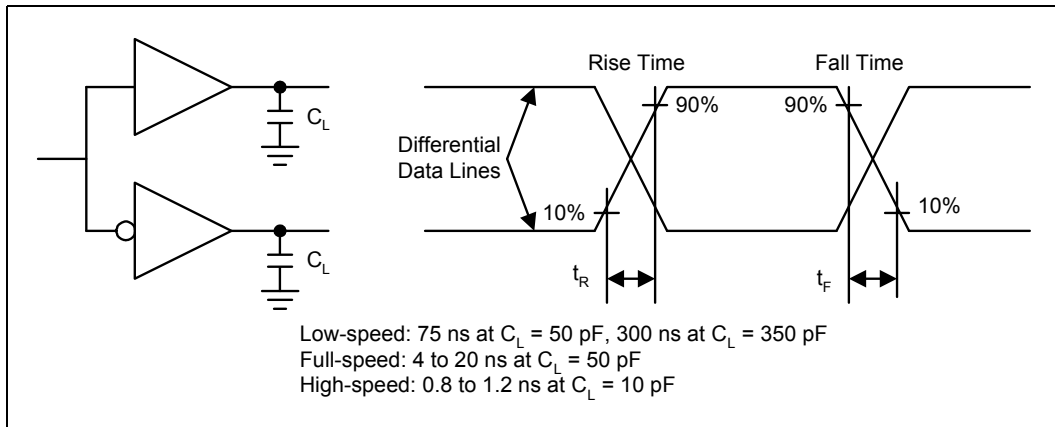 Rise Time
Fall Time
C_L
90%
90%
Differential
Data Lines
10%
10%
C_L
t_R
t_F
Low-speed: 75 ns at C_L = 50 pF, 300 ns at C_L = 350 pF
Full-speed: 4 to 20 ns at C_L = 50 pF
High-speed: 0.8 to 1.2 ns at C_L = 10 pF